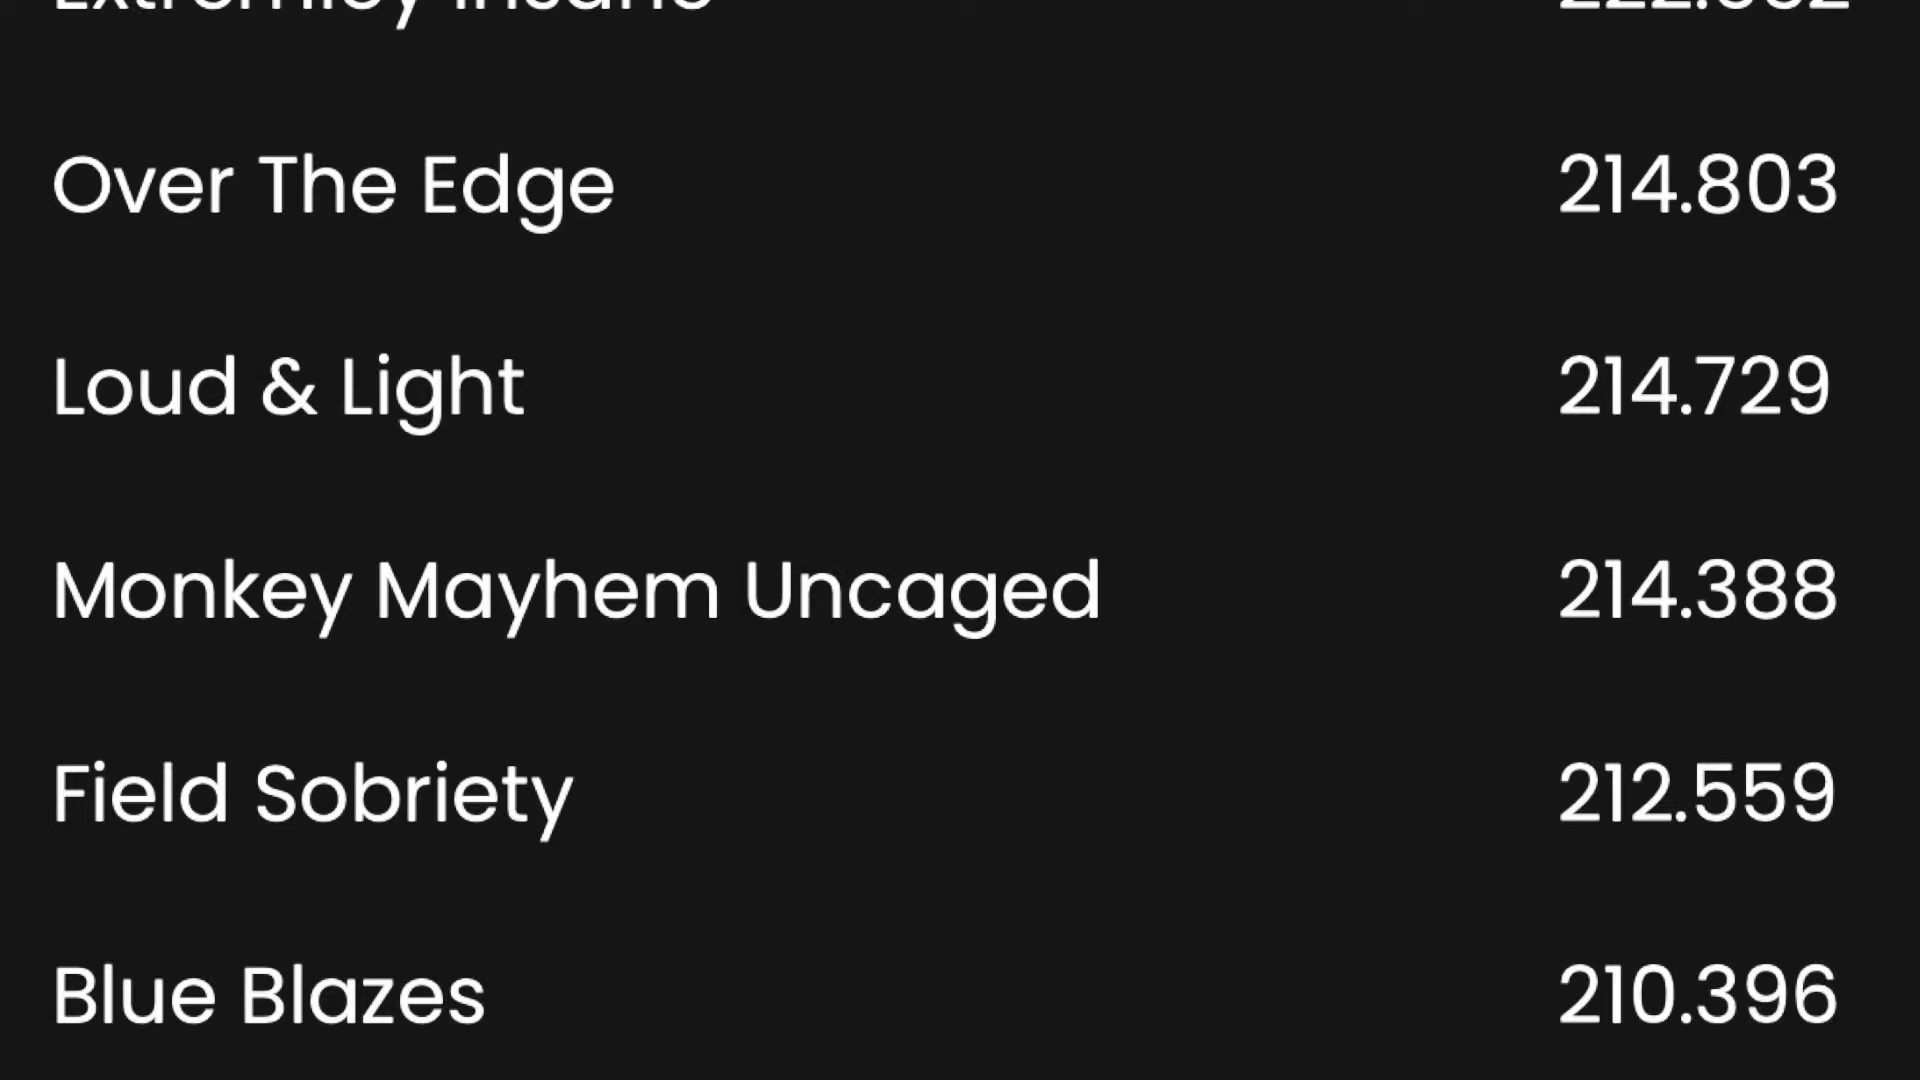 Over The Edge 214.803
Loud & Light 214.729
Monkey Mayhem Uncaged 214.388
Field Sobriety 212.559
Blue Blazes 210.396